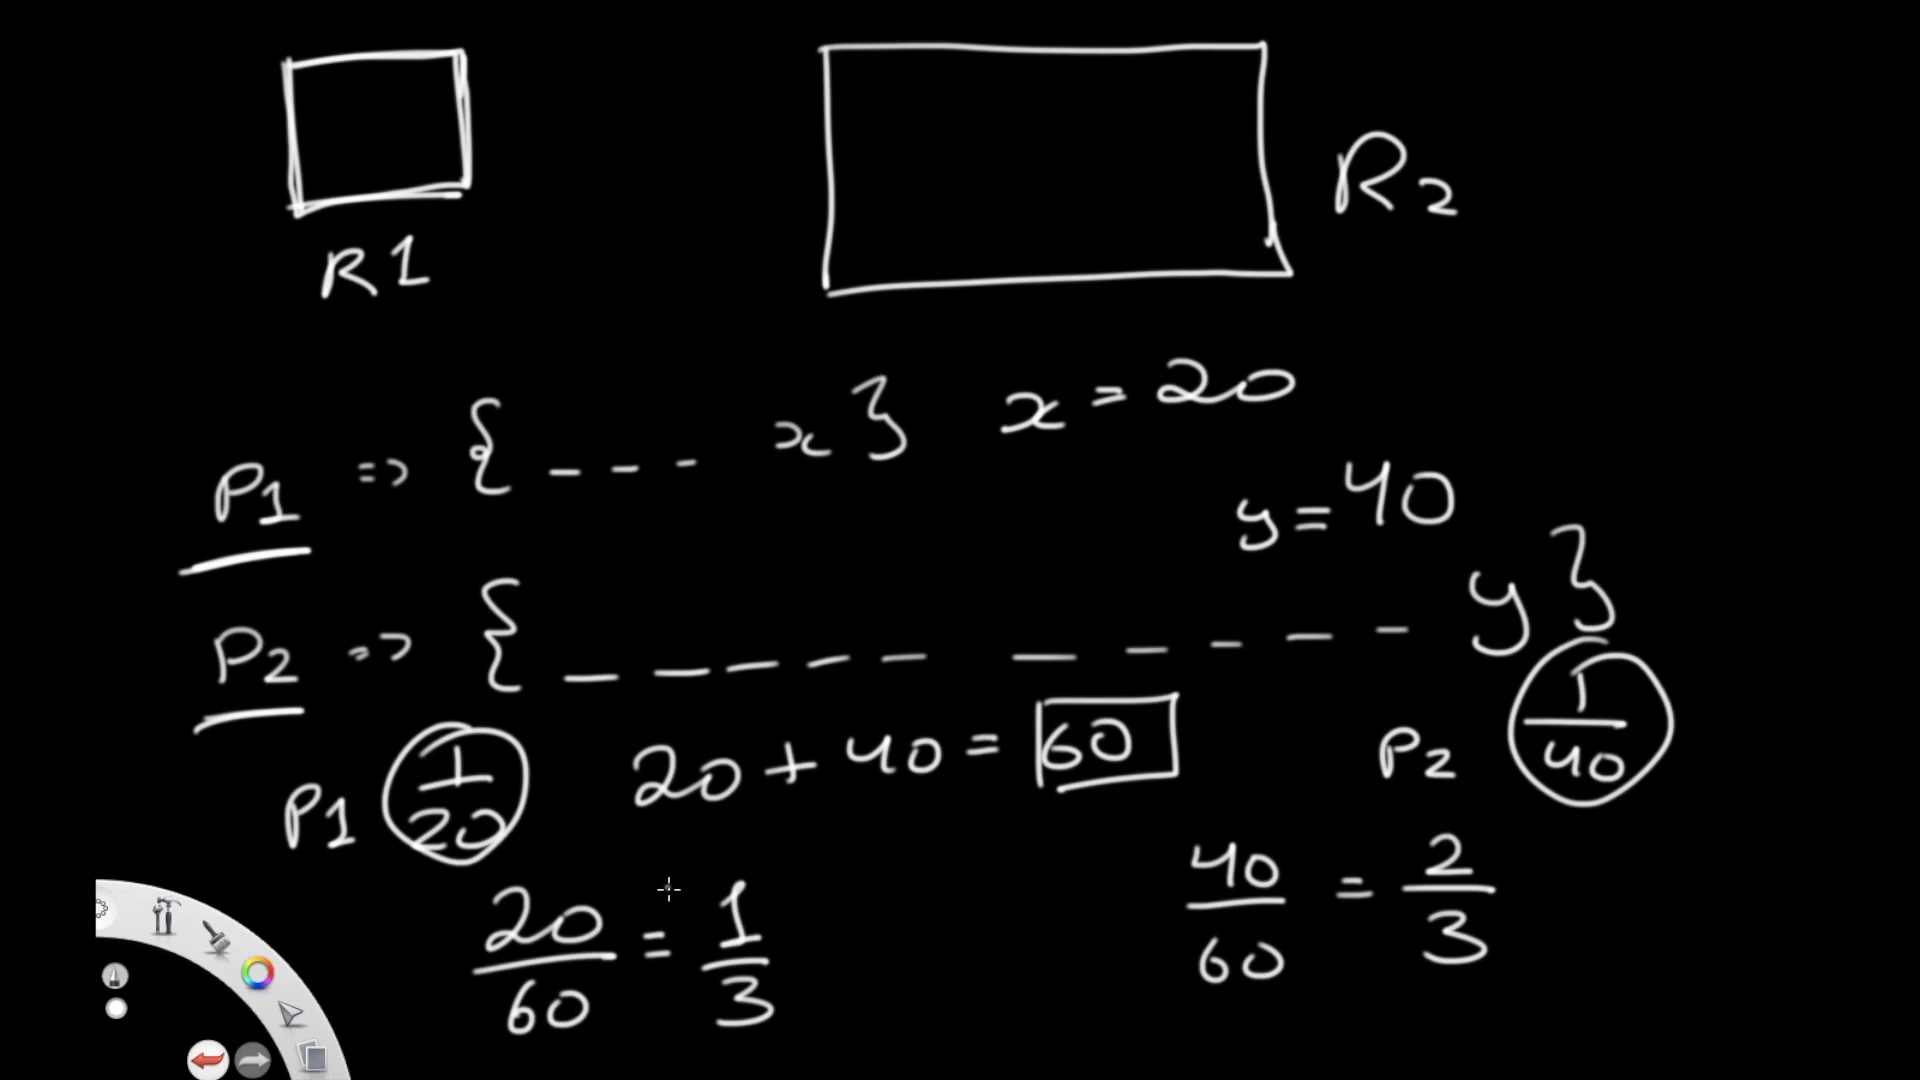 R1
R2
P1 => { _ _ _ x } x = 20
y = 40
P2 => { _ _ _ _ _ _ _ _ _ _ y }
P1 1/20 20 + 40 = 60 P2 1/40
20/60 = 1/3 40/60 = 2/3